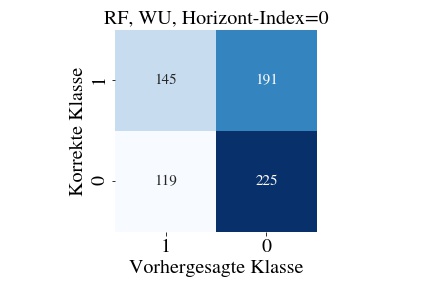 RF, WU, Horizont-Index=0
Korrekte Klasse
1
145
191
0
119
225
1
0
Vorhergesagte Klasse